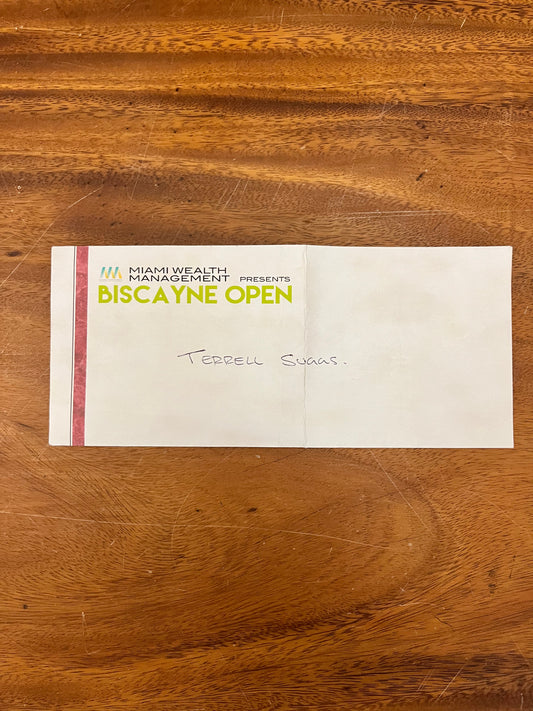 MIAMI WEALTH
MANAGEMENT PRESENTS
BISCAYNE OPEN
TERRELL SUGGS.